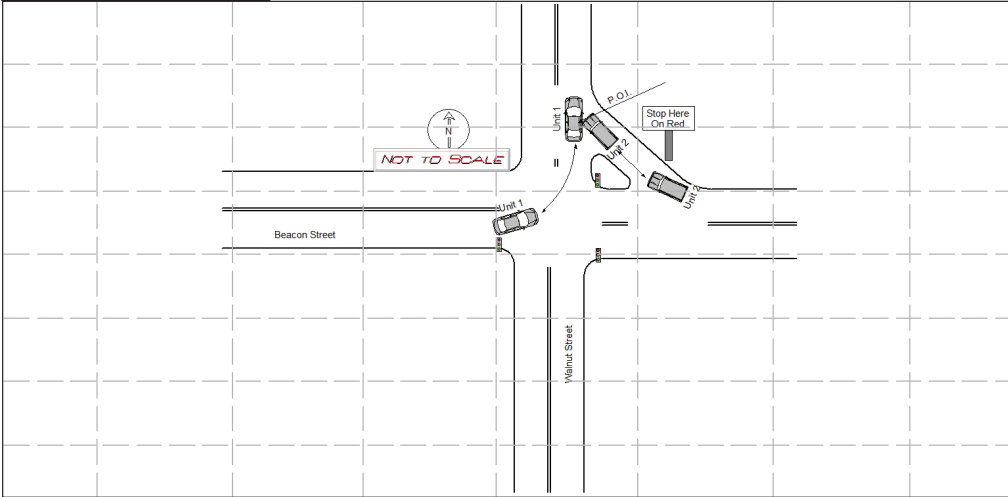 P.O.I.
Unit 1
Stop Here
On Red
N
Unit 2
NOT TO SCALE
Unit 2
Unit 1
Beacon Street
Walnut Street